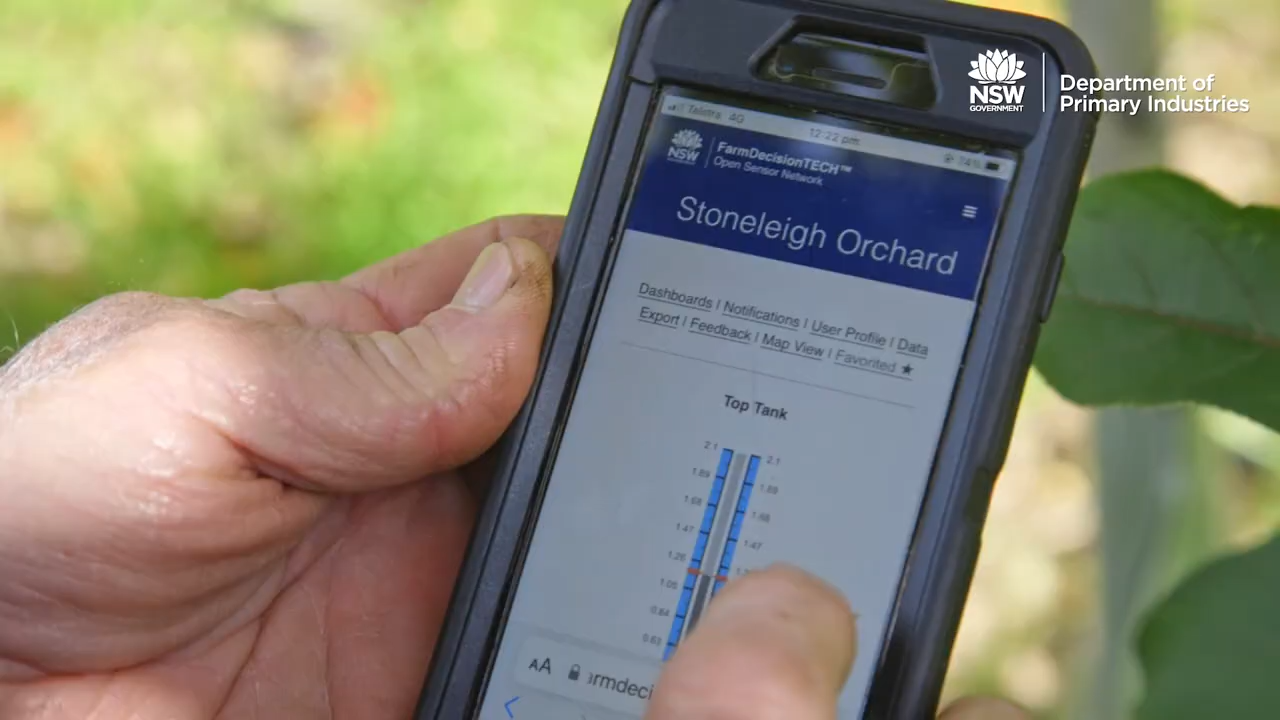 NSW
GOVERNMENT
Department of
Primary Industries
Telstra 4G
12:22 pm
74%
NSW
FarmDecisionTECH™
Open Sensor Network
Stoneleigh Orchard
Dashboards | Notifications | User Profile | Data
Export | Feedback | Map View | Favorited ★
Top Tank
2.1 2.1
1.89 1.89
1.68 1.68
1.47 1.47
1.26
1.05
0.84
0.63
AA